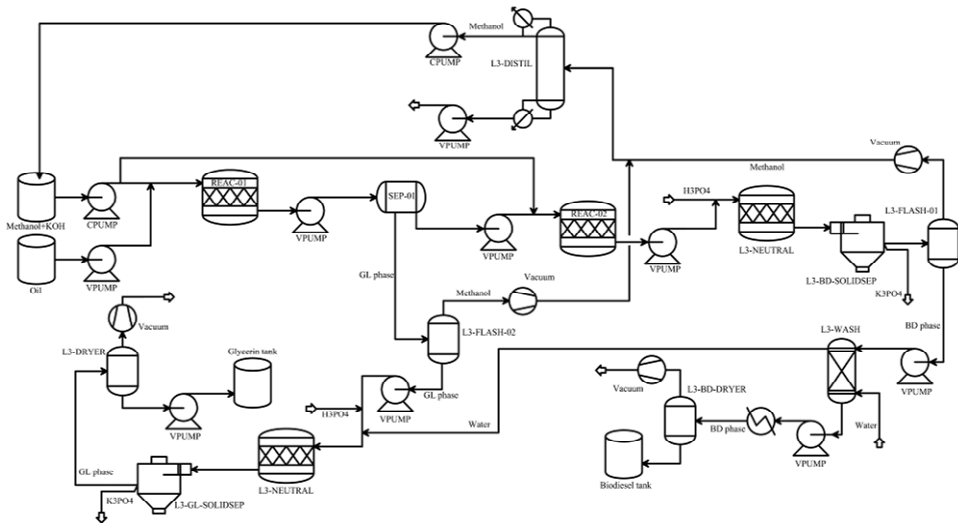 Methanol
CPUMP
L3-DISTIL
VPUMP
Vacuum
Methanol
REAC-01
SEP-01
H3PO4
REAC-02
L3-FLASH-01
Methanol+KOH
CPUMP
VPUMP
VPUMP
VPUMP
L3-NEUTRAL
Oil
VPUMP
GL phase
L3-BD-SOLIDSEP
K3PO4
Methanol
Vacuum
Vacuum
L3-FLASH-02
L3-WASH
BD phase
L3-DRYER
Glycerin tank
L3-BD-DRYER
Vacuum
GL phase
VPUMP
VPUMP
H3PO4
VPUMP
Water
BD phase
Water
VPUMP
GL phase
K3PO4
L3-NEUTRAL
Biodiesel tank
L3-GL-SOLIDSEP